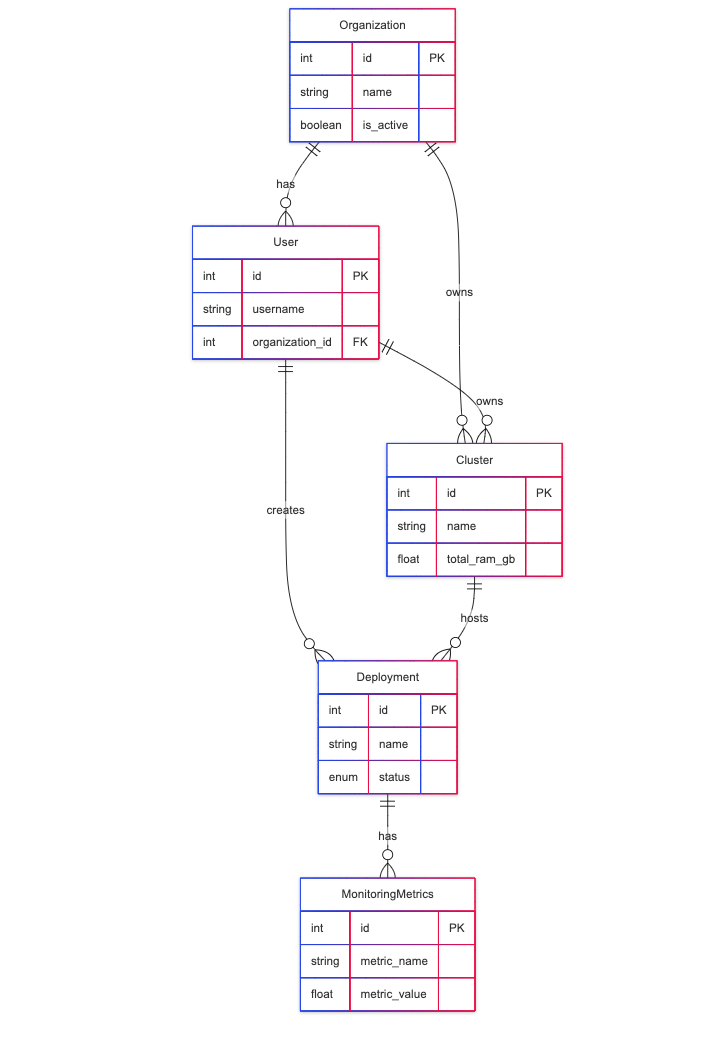 Organization
int id PK
string name
boolean is_active
has
User
int id PK
string username
int organization_id FK
owns
owns
Cluster
int id PK
string name
float total_ram_gb
creates
hosts
Deployment
int id PK
string name
enum status
has
MonitoringMetrics
int id PK
string metric_name
float metric_value